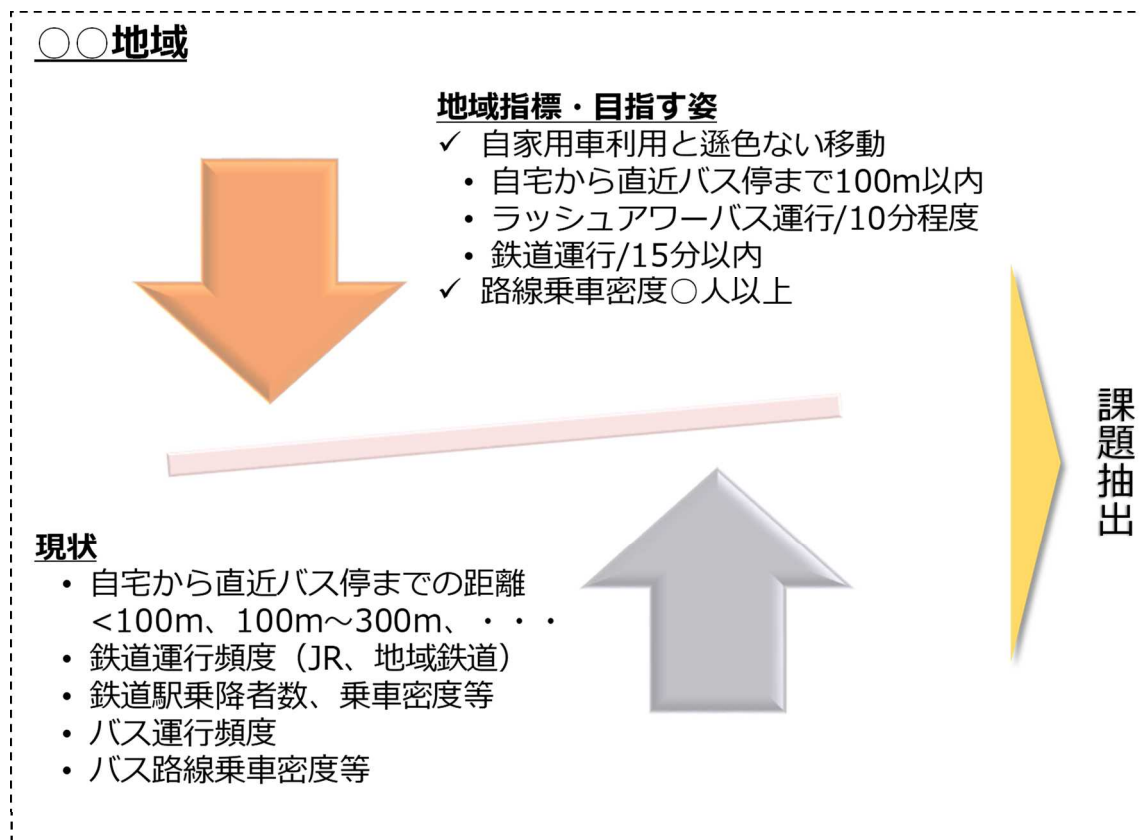 ○○地域
地域指標・目指す姿
✓ 自家用車利用と遜色ない移動
• 自宅から直近バス停まで100m以内
• ラッシュアワーバス運行/10分程度
• 鉄道運行/15分以内
✓ 路線乗車密度○人以上
課題抽出
現状
• 自宅から直近バス停までの距離
<100m、100m～300m、・・・
• 鉄道運行頻度（JR、地域鉄道）
• 鉄道駅乗降者数、乗車密度等
• バス運行頻度
• バス路線乗車密度等